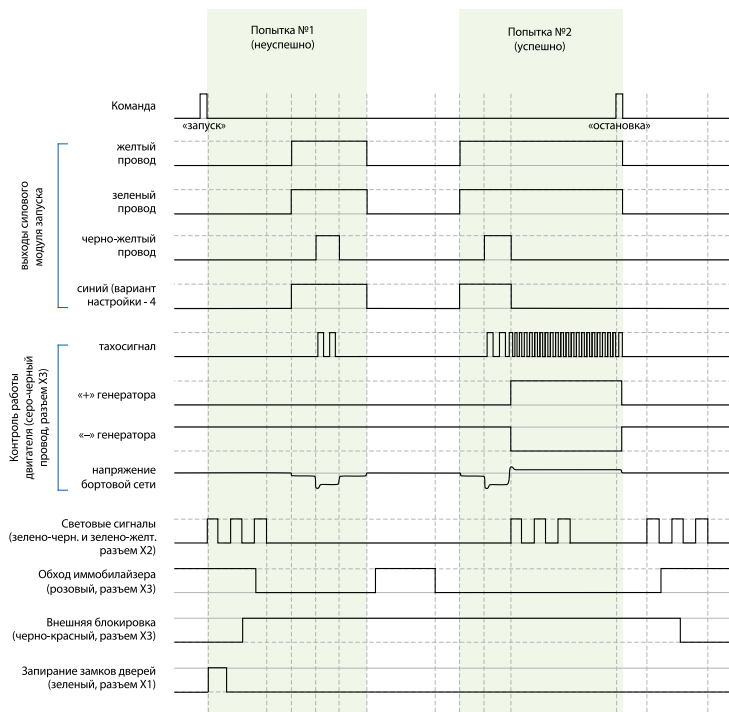 Попытка №1
(неуспешно)
Попытка №2
(успешно)
Команда
«запуск»
«остановка»
выходы силового
модуля запуска
желтый
провод
зеленый
провод
черно-желтый
провод
синий (вариант
настройки - 4
Контроль работы
двигателя (серо-черный
провод, разъем X3)
тахосигнал
«+» генератора
«–» генератора
напряжение
бортовой сети
Световые сигналы
(зелено-черн. и зелено-желт.
разъем X2)
Обход иммобилайзера
(розовый, разъем X3)
Внешняя блокировка
(черно-красный, разъем X3)
Запирание замков дверей
(зеленый, разъем X1)